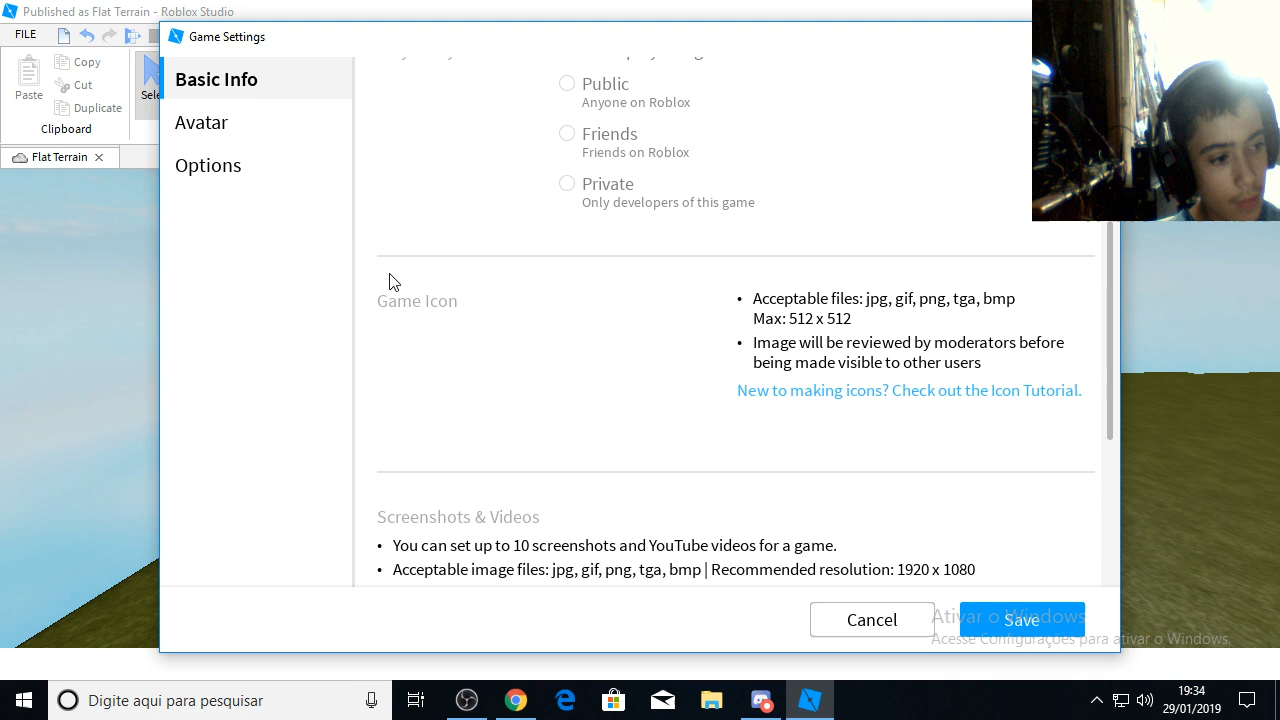 Published as Flat Terrain - Roblox Studio
FILE
Game Settings
Copy
Cut
Paste
Duplicate
Sele
Clipboard
Flat Terrain
Basic Info
Avatar
Options
Public
Anyone on Roblox
Friends
Friends on Roblox
Private
Only developers of this game
Game Icon
• Acceptable files: jpg, gif, png, tga, bmp
Max: 512 x 512
• Image will be reviewed by moderators before
being made visible to other users
New to making icons? Check out the Icon Tutorial.
Screenshots & Videos
• You can set up to 10 screenshots and YouTube videos for a game.
• Acceptable image files: jpg, gif, png, tga, bmp | Recommended resolution: 1920 x 1080
Cancel
Save
Ativar o Windows
Acesse Configurações para ativar o Windows.
Digite aqui para pesquisar
19:34
29/01/2019